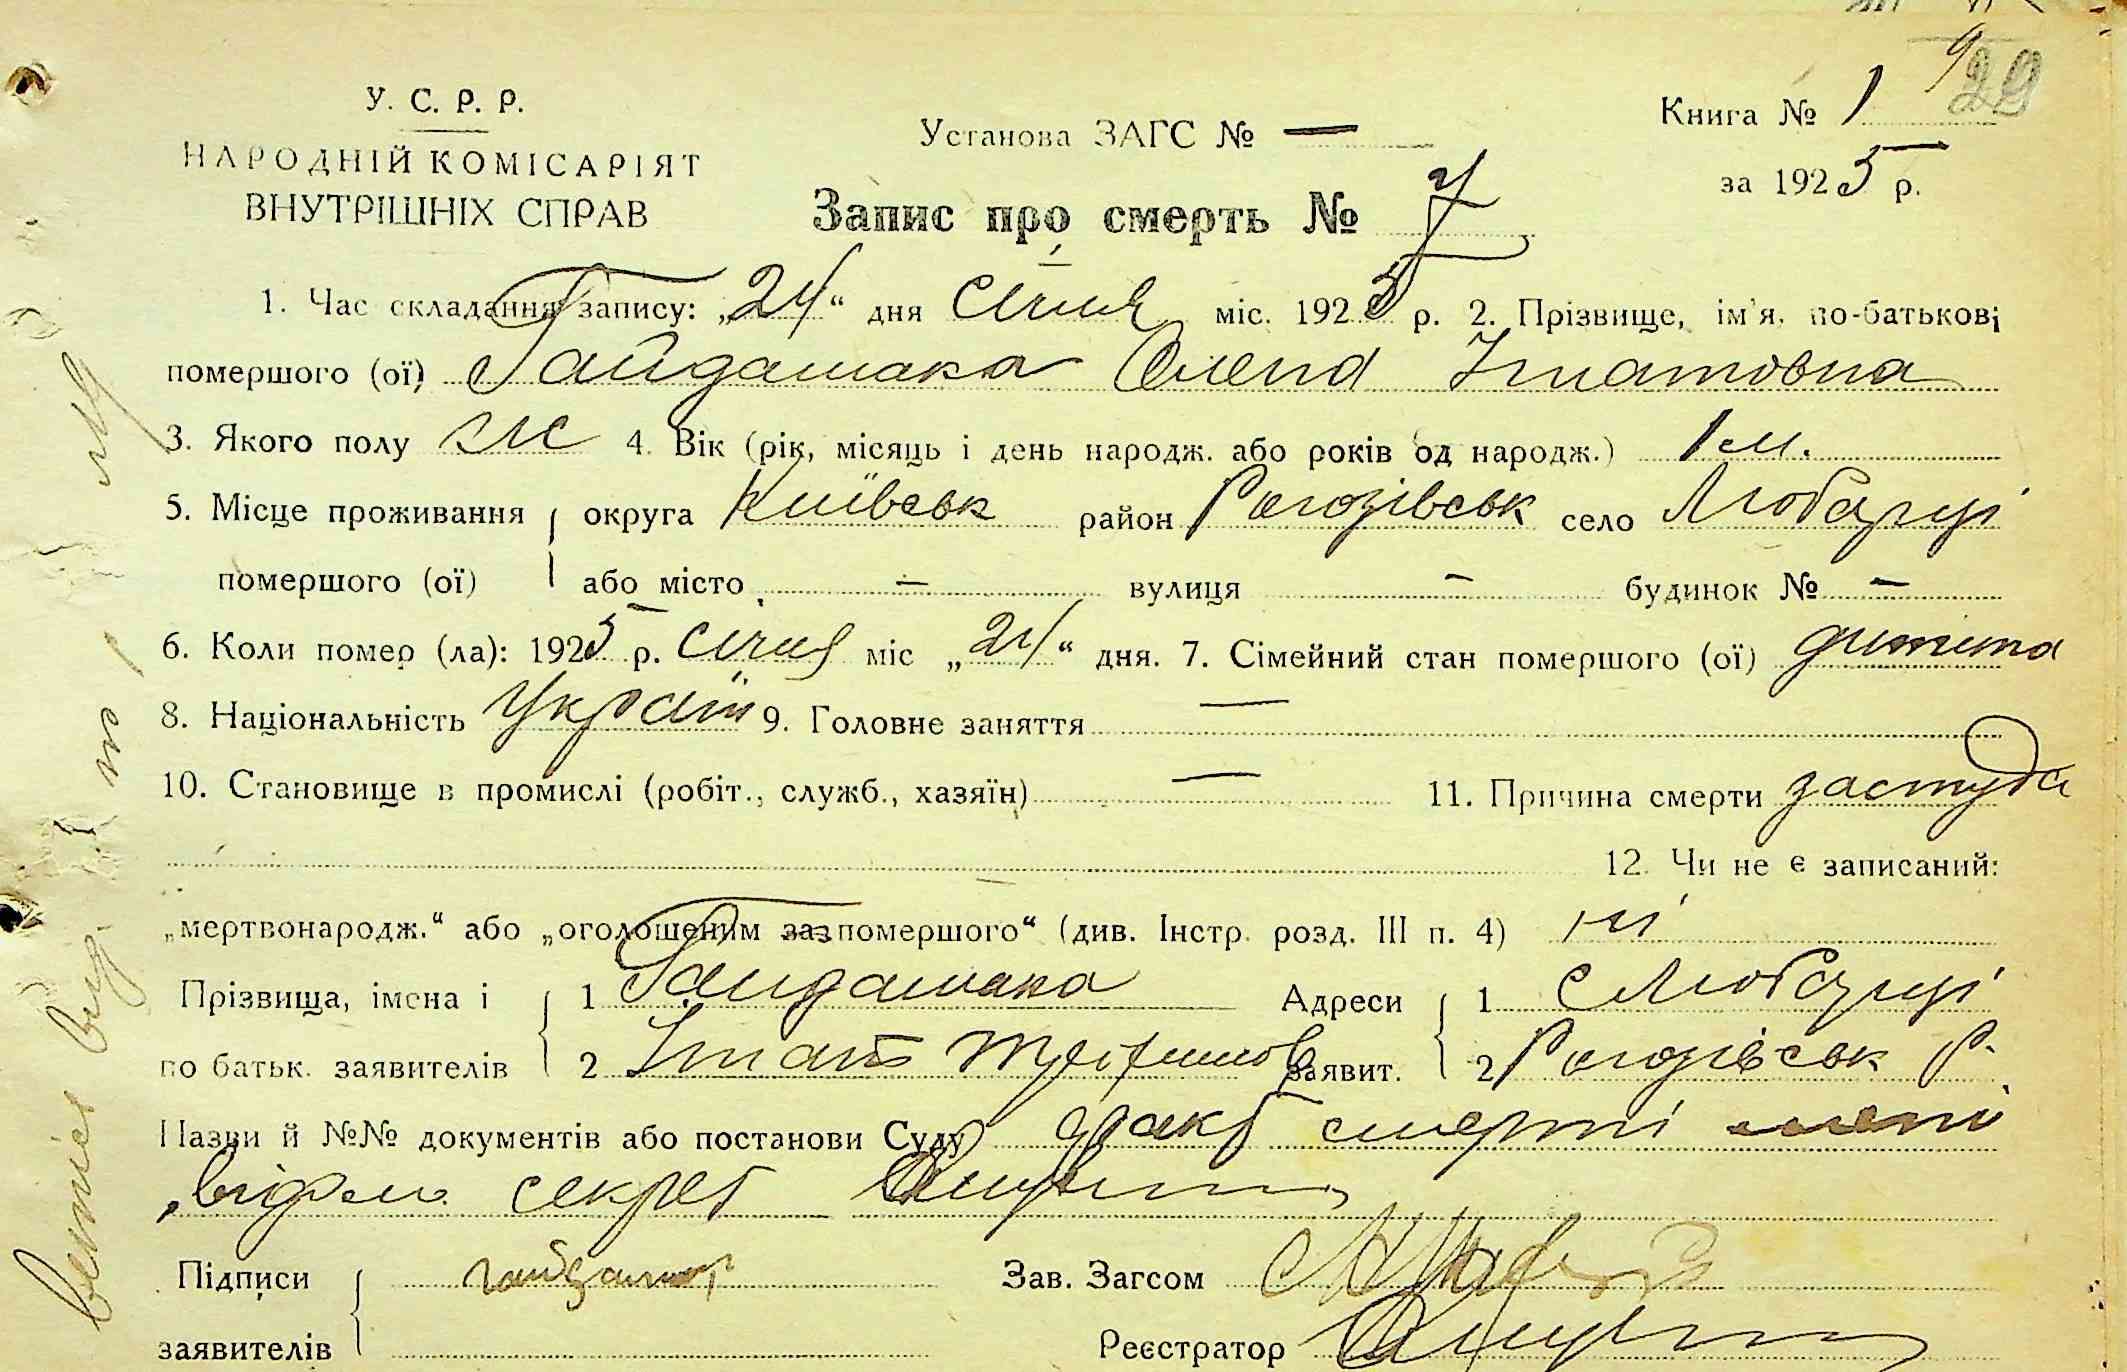 У. С. Р. Р.
НАРОДНІЙ КОМІСАРІЯТ
ВНУТРІШНІХ СПРАВ
Установа ЗАГС № —
Книга № 1
29
за 1925 р.
Запис про смерть № 7
1. Час складання запису: „24“ дня Січня міс. 1925 р. 2. Прізвище, ім'я, по-батькові
помершого (ої) Гайдамака Олена Ігнатовна
3. Якого полу ж 4. Вік (рік, місяць і день народж. або років од народж.) 1 м.
5. Місце проживання округа Київськ район Рогозівськ село Любарці
помершого (ої) або місто — вулиця — будинок № —
6. Коли помер (ла): 1925 р. Січня міс „24“ дня. 7. Сімейний стан помершого (ої) дитина
8. Національність Україн 9. Головне заняття —
10. Становище в промислі (робіт., служб., хазяїн) — 11. Причина смерти застуда
12. Чи не є записаний:
„мертвонародж.“ або „оголошеним за помершого“ (див. Інстр. розд. III п. 4) ні
Прізвища, імена і 1 Гайдамака Адреси 1 с Любарці
по батьк. заявителів 2 Ігнат заявит. 2 Рогозівськ р.
Назви й №№ документів або постанови Суду факт смерті мені
відом секрет
Підписи Гайдамака Зав. Загсом
заявителів Реєстратор